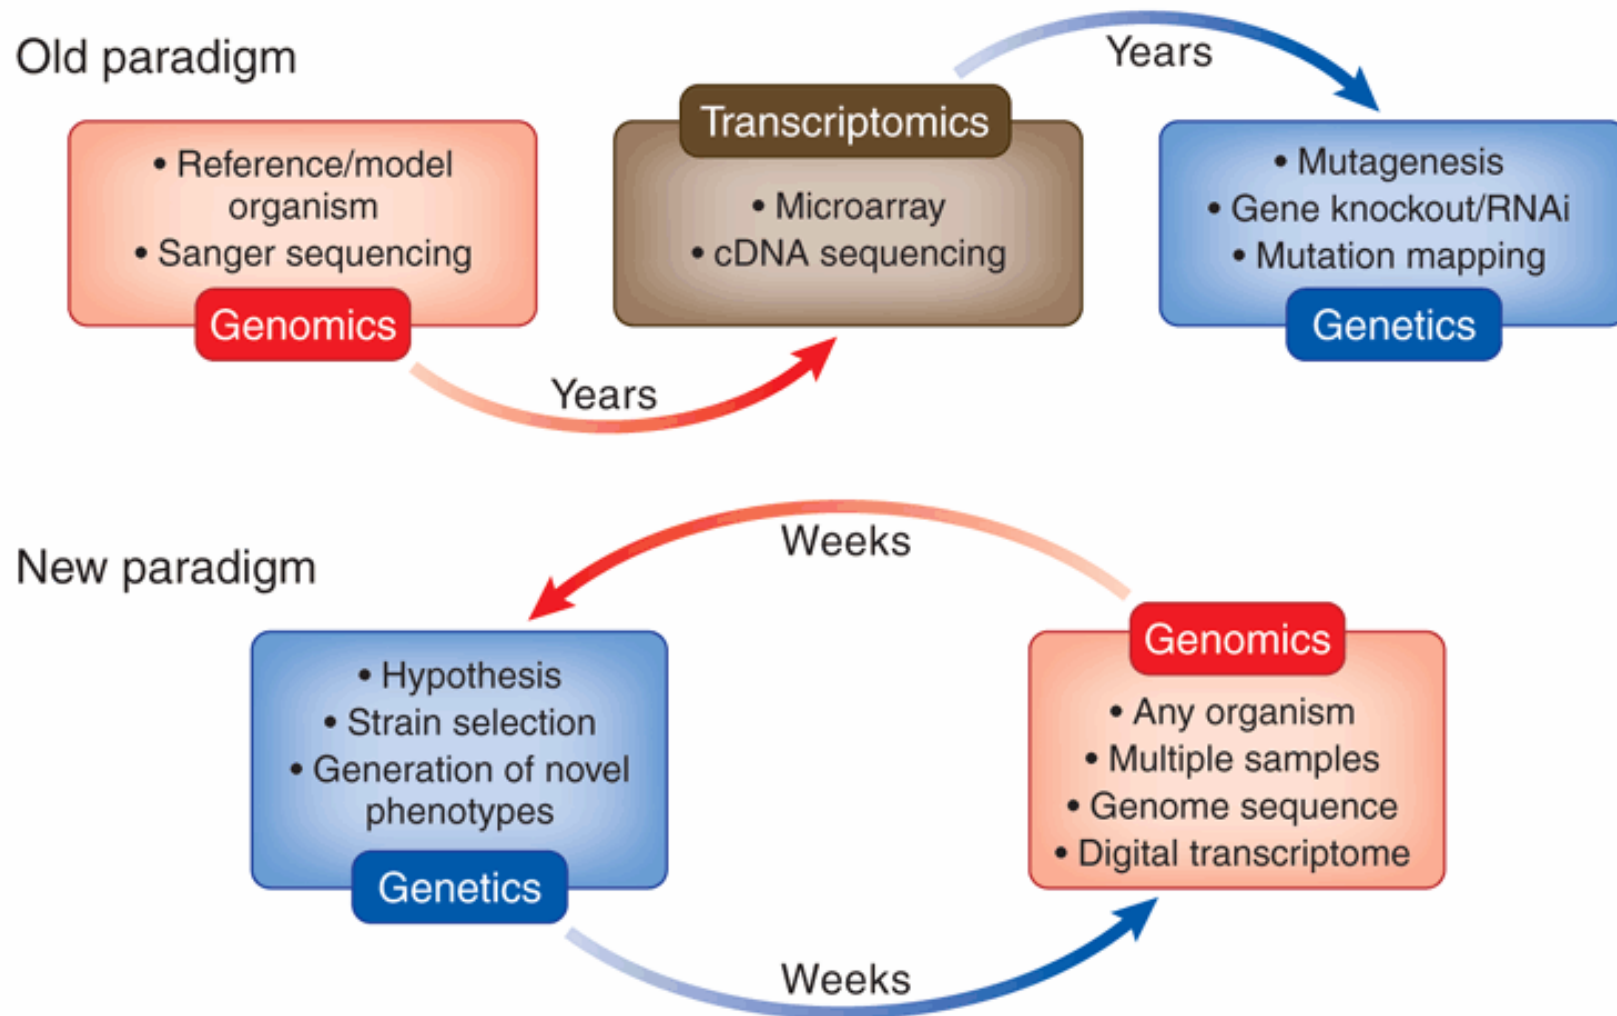 Old paradigm
• Reference/model
organism
• Sanger sequencing
Genomics
Years
Transcriptomics
• Microarray
• cDNA sequencing
Years
• Mutagenesis
• Gene knockout/RNAi
• Mutation mapping
Genetics
New paradigm
Weeks
• Hypothesis
• Strain selection
• Generation of novel
phenotypes
Genetics
Genomics
• Any organism
• Multiple samples
• Genome sequence
• Digital transcriptome
Weeks